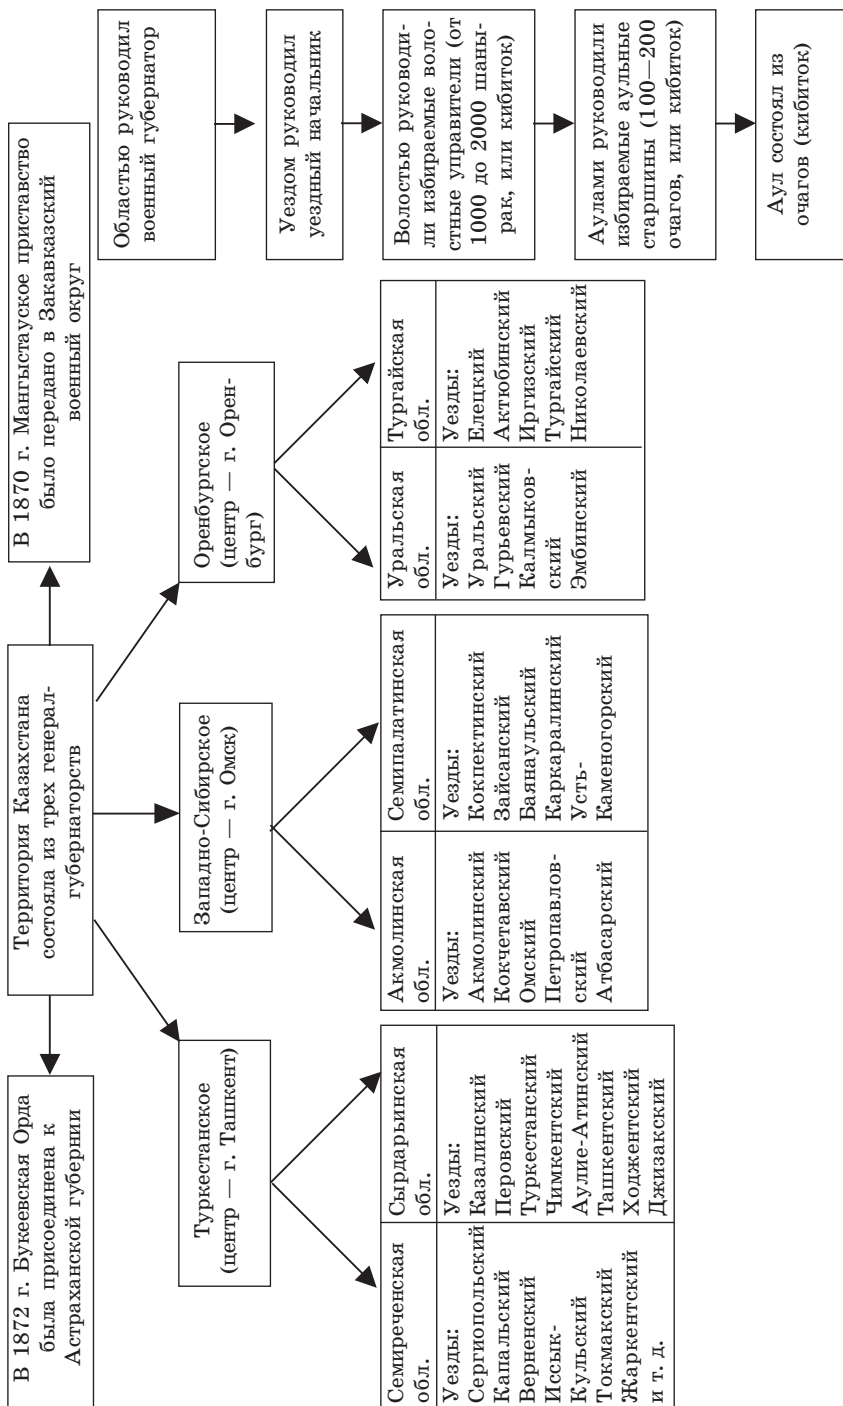 В 1872 г. Букеевская Орда
была присоединена к
Астраханской губернии
Территория Казахстана
состояла из трех генерал-
губернаторств
В 1870 г. Мангыстауское приставство
было передано в Закавказский
военный округ
Туркестанское
(центр — г. Ташкент)
Западно-Сибирское
(центр — г. Омск)
Оренбургское
(центр — г. Орен-
бург)
Семиреченская
обл.
Уезды:
Сергиопольский
Капальский
Верненский
Иссык-
Кульский
Токмакский
Жаркентский
и т. д.
Сырдарьинская
обл.
Уезды:
Казалинский
Перовский
Туркестанский
Чимкентский
Аулие-Атинский
Ташкентский
Ходжентский
Джизакский
Акмолинская
обл.
Уезды:
Акмолинский
Кокчетавский
Омский
Петропавлов-
ский
Атбасарский
Семипалатинская
обл.
Уезды:
Кокпектинский
Зайсанский
Баянаульский
Каркаралинский
Усть-
Каменогорский
Уральская
обл.
Уезды:
Уральский
Гурьевский
Калмыков-
ский
Эмбинский
Тургайская
обл.
Уезды:
Елецкий
Актюбинский
Иргизский
Тургайский
Николаевский
Областью руководил
военный губернатор
Уездом руководил
уездный начальник
Волостью руководи-
ли избираемые воло-
стные управители (от
1000 до 2000 шаны-
рак, или кибиток)
Аулами руководили
избираемые аульные
старшины (100—200
очагов, или кибиток)
Аул состоял из
очагов (кибиток)